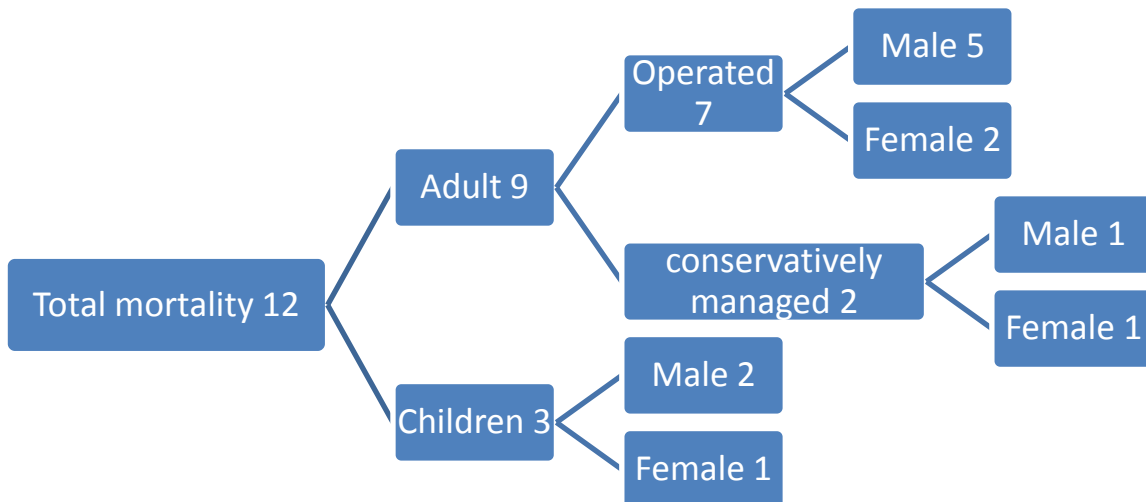 Total mortality 12
Adult 9
Operated
7
Male 5
Female 2
conservatively
managed 2
Male 1
Female 1
Children 3
Male 2
Female 1